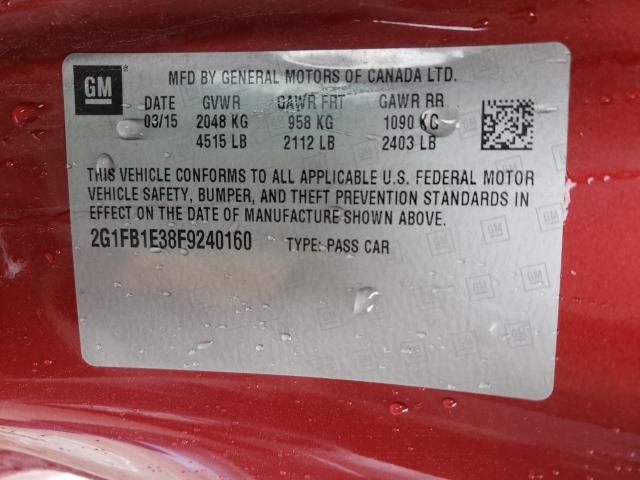 GM
MFD BY GENERAL MOTORS OF CANADA LTD.
DATE GVWR GAWR FRT GAWR RR
03/15 2048 KG 958 KG 1090 KG
4515 LB 2112 LB 2403 LB
THIS VEHICLE CONFORMS TO ALL APPLICABLE U.S. FEDERAL MOTOR
VEHICLE SAFETY, BUMPER, AND THEFT PREVENTION STANDARDS IN
EFFECT ON THE DATE OF MANUFACTURE SHOWN ABOVE.
2G1FB1E38F9240160 TYPE: PASS CAR